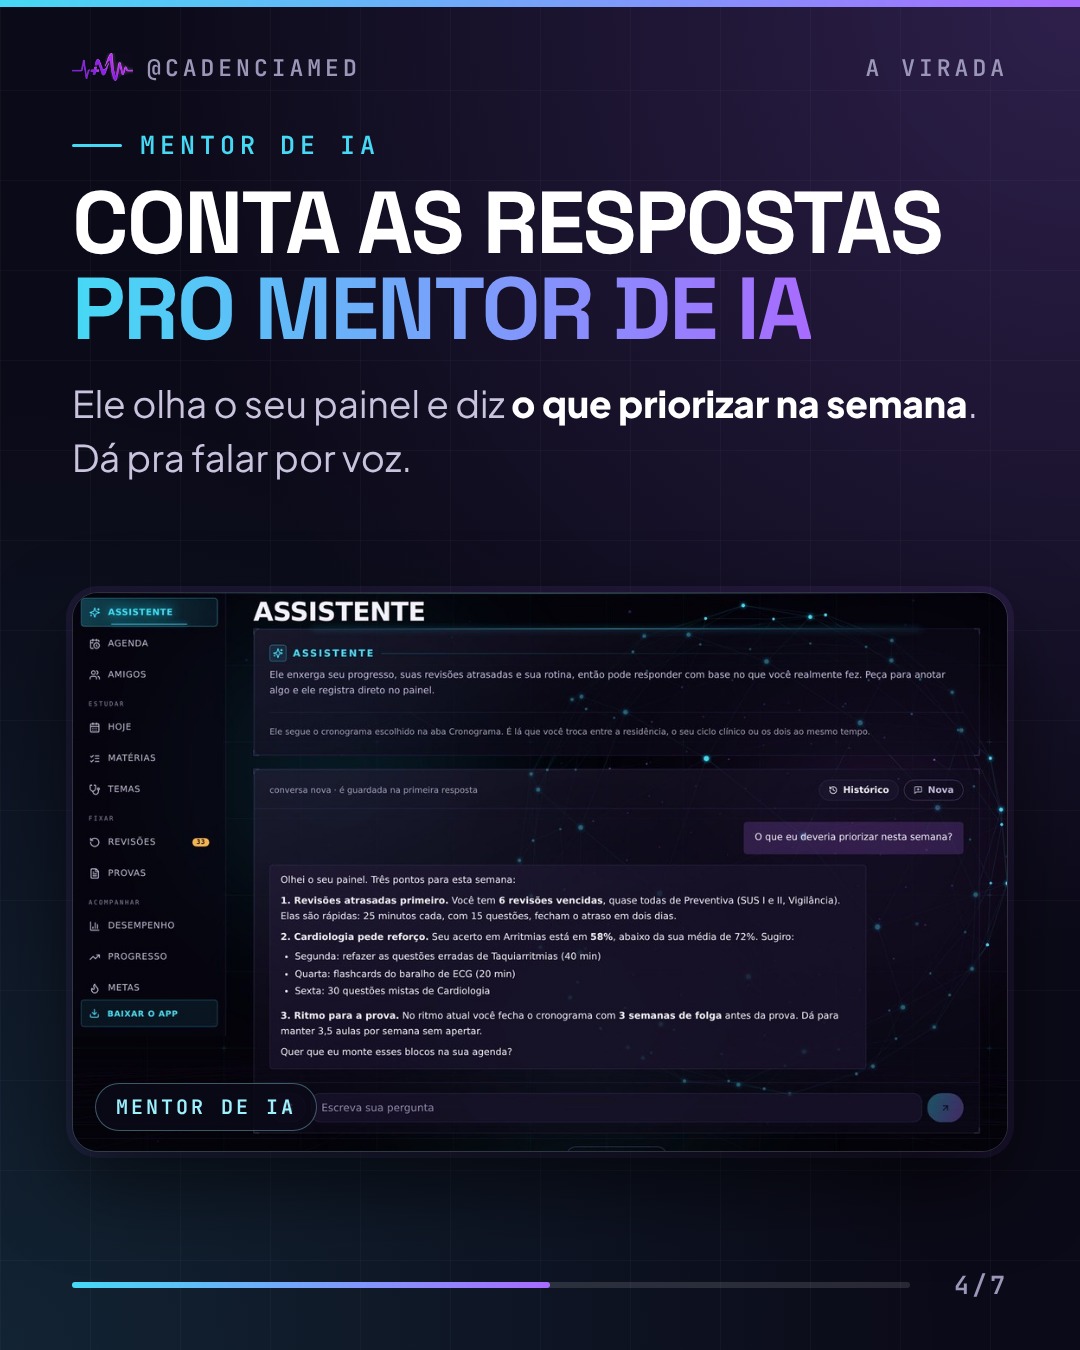 @CADENCIAMED
A VIRADA
MENTOR DE IA
CONTA AS RESPOSTAS
PRO MENTOR DE IA
Ele olha o seu painel e diz o que priorizar na semana.
Dá pra falar por voz.
ASSISTENTE
AGENDA
AMIGOS
ESTUDAR
HOJE
MATÉRIAS
TEMAS
FIXAR
REVISÕES 33
PROVAS
ACOMPANHAR
DESEMPENHO
PROGRESSO
METAS
BAIXAR O APP
ASSISTENTE
ASSISTENTE
Ele enxerga seu progresso, suas revisões atrasadas e sua rotina, então pode responder com base no que você realmente fez. Peça para anotar
algo e ele registra direto no painel.
Ele segue o cronograma escolhido na aba Cronograma. É lá que você troca entre a residência, o seu ciclo clínico ou os dois ao mesmo tempo.
conversa nova · é guardada na primeira resposta
Histórico
Nova
O que eu deveria priorizar nesta semana?
Olhei o seu painel. Três pontos para esta semana:
1. Revisões atrasadas primeiro. Você tem 6 revisões vencidas, quase todas de Preventiva (SUS I e II, Vigilância).
Elas são rápidas: 25 minutos cada, com 15 questões, fecham o atraso em dois dias.
2. Cardiologia pede reforço. Seu acerto em Arritmias está em 58%, abaixo da sua média de 72%. Sugiro:
• Segunda: refazer as questões erradas de Taquiarritmias (40 min)
• Quarta: flashcards do baralho de ECG (20 min)
• Sexta: 30 questões mistas de Cardiologia
3. Ritmo para a prova. No ritmo atual você fecha o cronograma com 3 semanas de folga antes da prova. Dá para
manter 3,5 aulas por semana sem apertar.
Quer que eu monte esses blocos na sua agenda?
MENTOR DE IA
Escreva sua pergunta
4/7